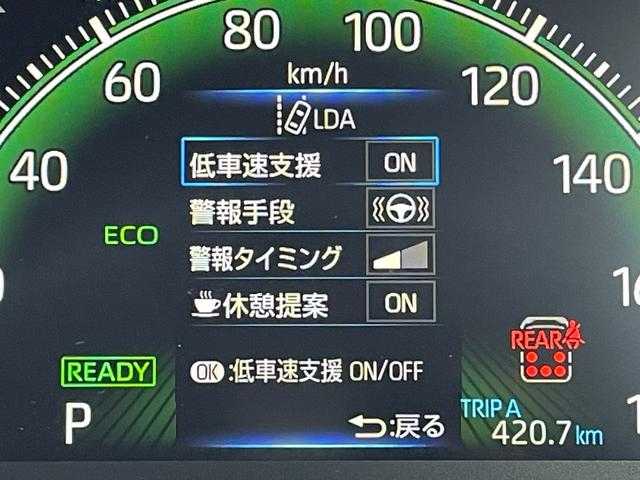 80
100
km/h
60
120
LDA
40
低車速支援 ON
140
警報手段
ECO
警報タイミング
休憩提案 ON
REAR
READY
OK:低車速支援 ON/OFF
P
TRIP A
:戻る
420.7 km